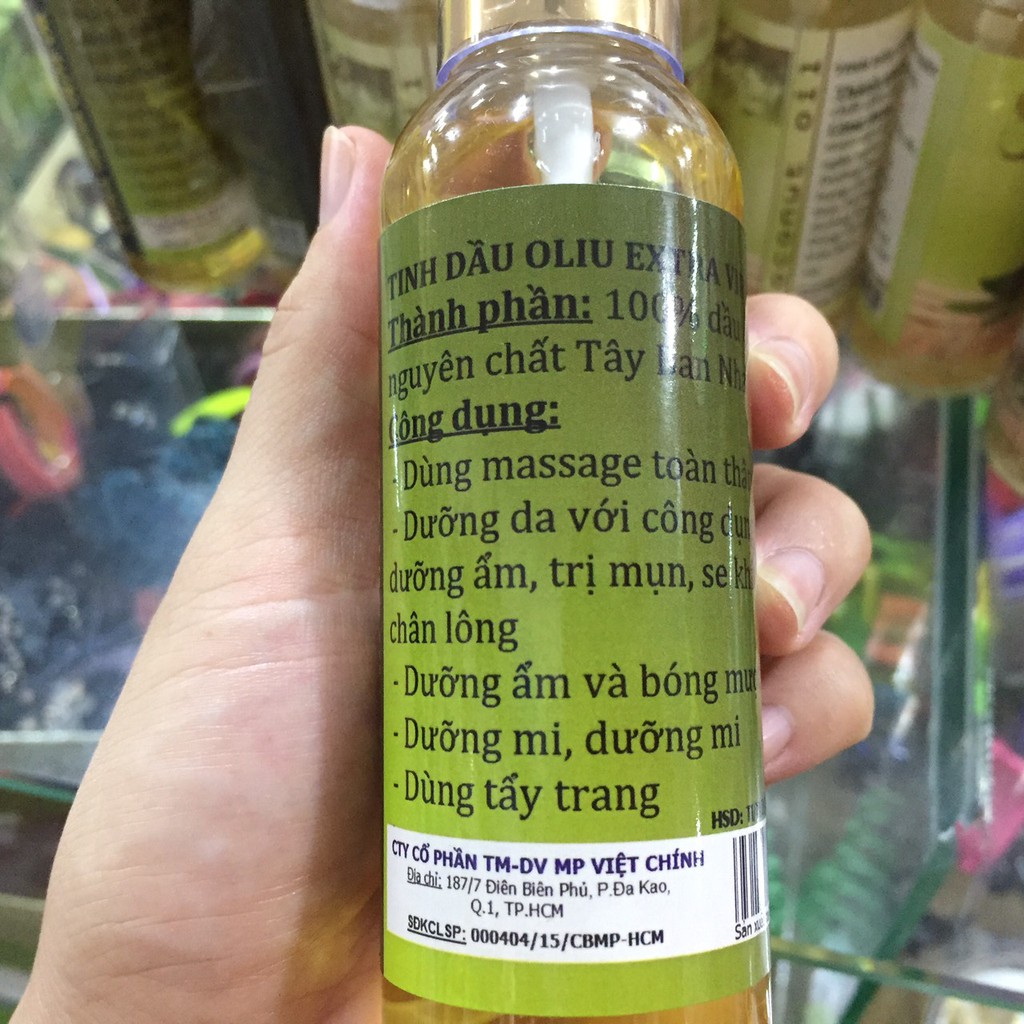 TINH DẦU OLIU EXTRA
Thành phần: 100% dầu
nguyên chất Tây Ban
Công dụng:
- Dùng massage toàn
- Dưỡng da với công
dưỡng ẩm, trị mụn, se
chân lông
- Dưỡng ẩm và bóng
- Dưỡng mi, dưỡng mi
- Dùng tẩy trang
HSD:
CTY CỔ PHẦN TM-DV MP VIỆT CHÍNH
Địa chỉ: 187/7 Điên Biên Phủ, P.Đa Kao,
Q.1, TP.HCM
SĐKCLSP: 000404/15/CBMP-HCM
Sản